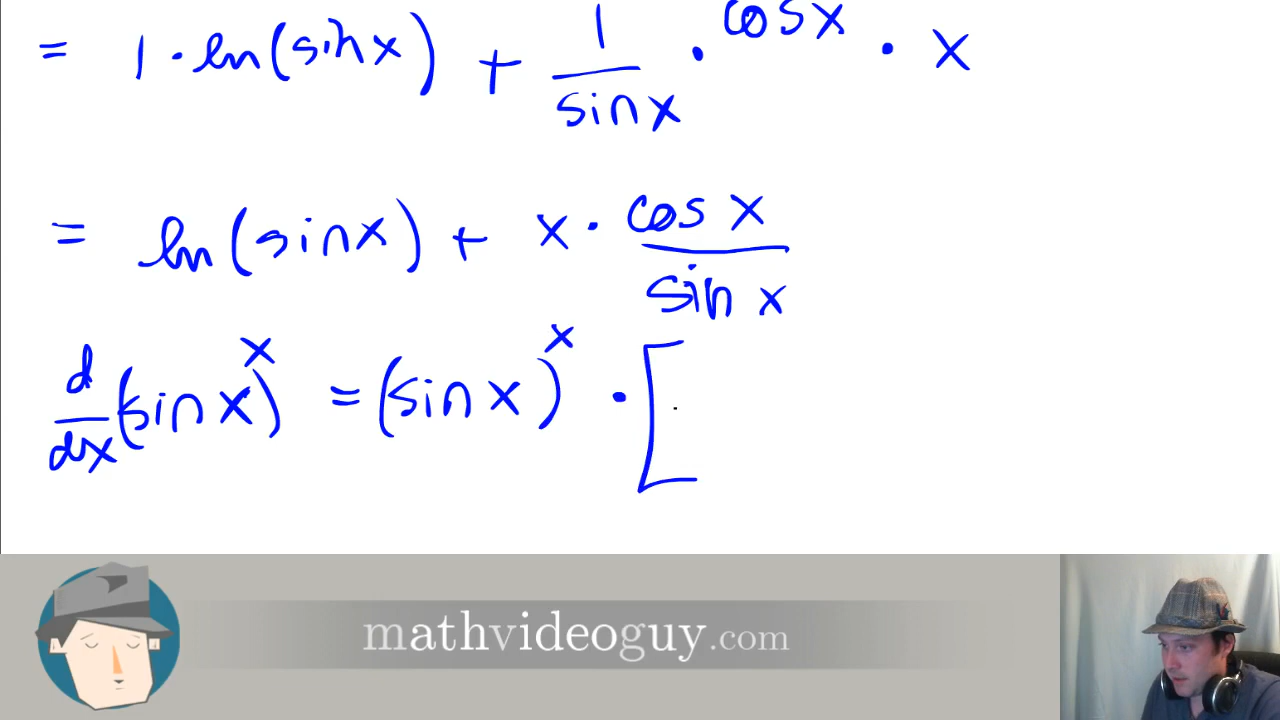 = 1 · ln(sin x) + 1/sin x · cos x · x
= ln(sin x) + x · cos x/sin x
d/dx (sin x)^x = (sin x)^x · [
mathvideoguy.com